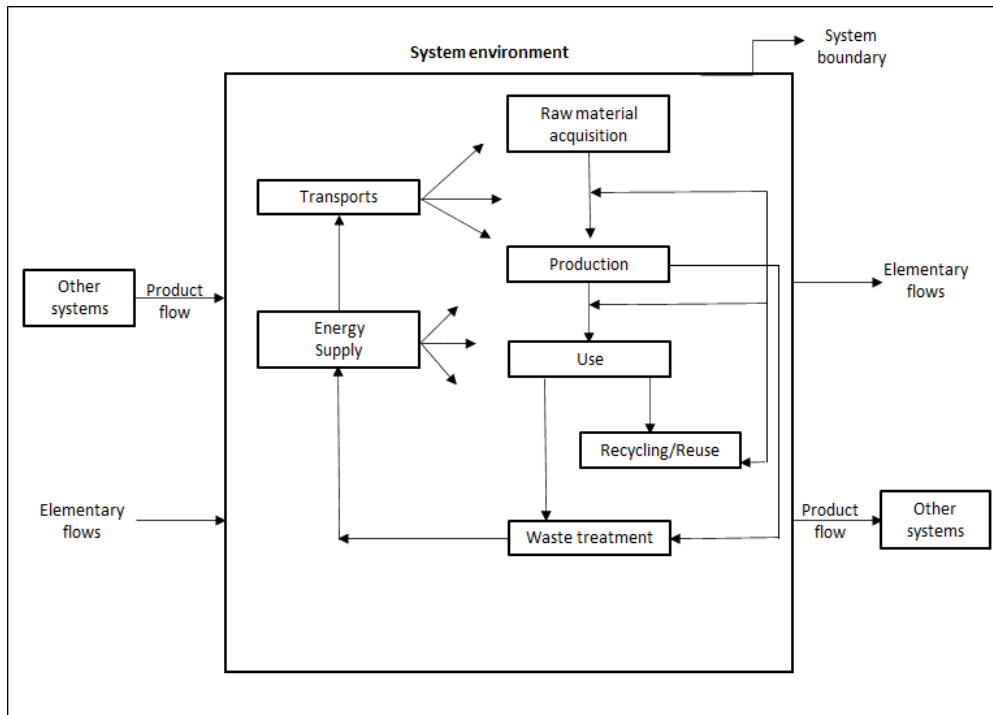 System
boundary
System environment
Raw material
acquisition
Transports
Production
Elementary
flows
Other
systems
Product
flow
Energy
Supply
Use
Recycling/Reuse
Elementary
flows
Waste treatment
Product
flow
Other
systems